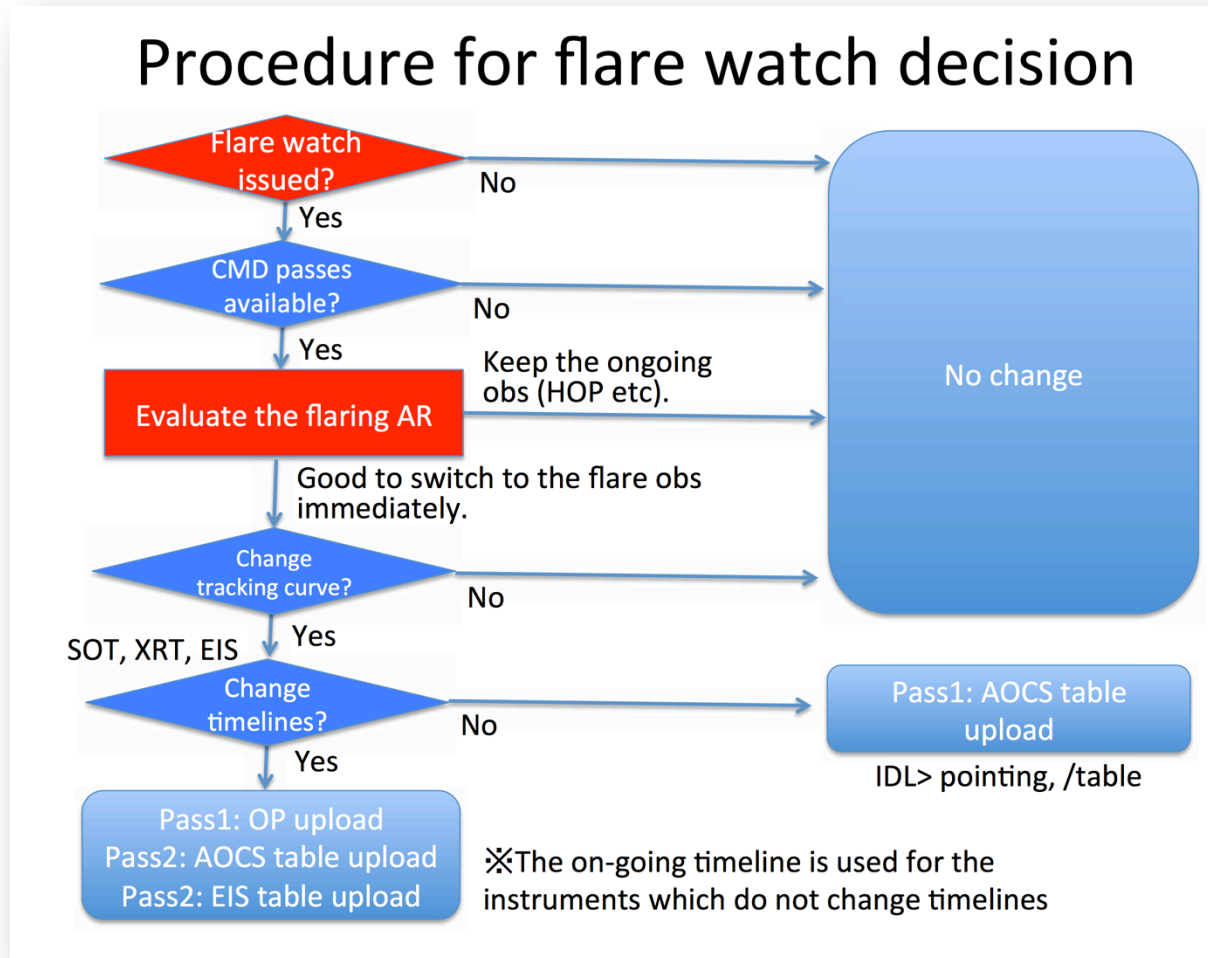 Procedure for flare watch decision
Flare watch
issued?
No
Yes
CMD passes
available?
No
Yes
Keep the ongoing
obs (HOP etc).
No change
Evaluate the flaring AR
Good to switch to the flare obs
immediately.
Change
tracking curve?
No
Yes
SOT, XRT, EIS
Change
timelines?
No
Yes
Pass1: AOCS table
upload
IDL> pointing, /table
Pass1: OP upload
Pass2: AOCS table upload
Pass2: EIS table upload
※The on-going timeline is used for the
instruments which do not change timelines